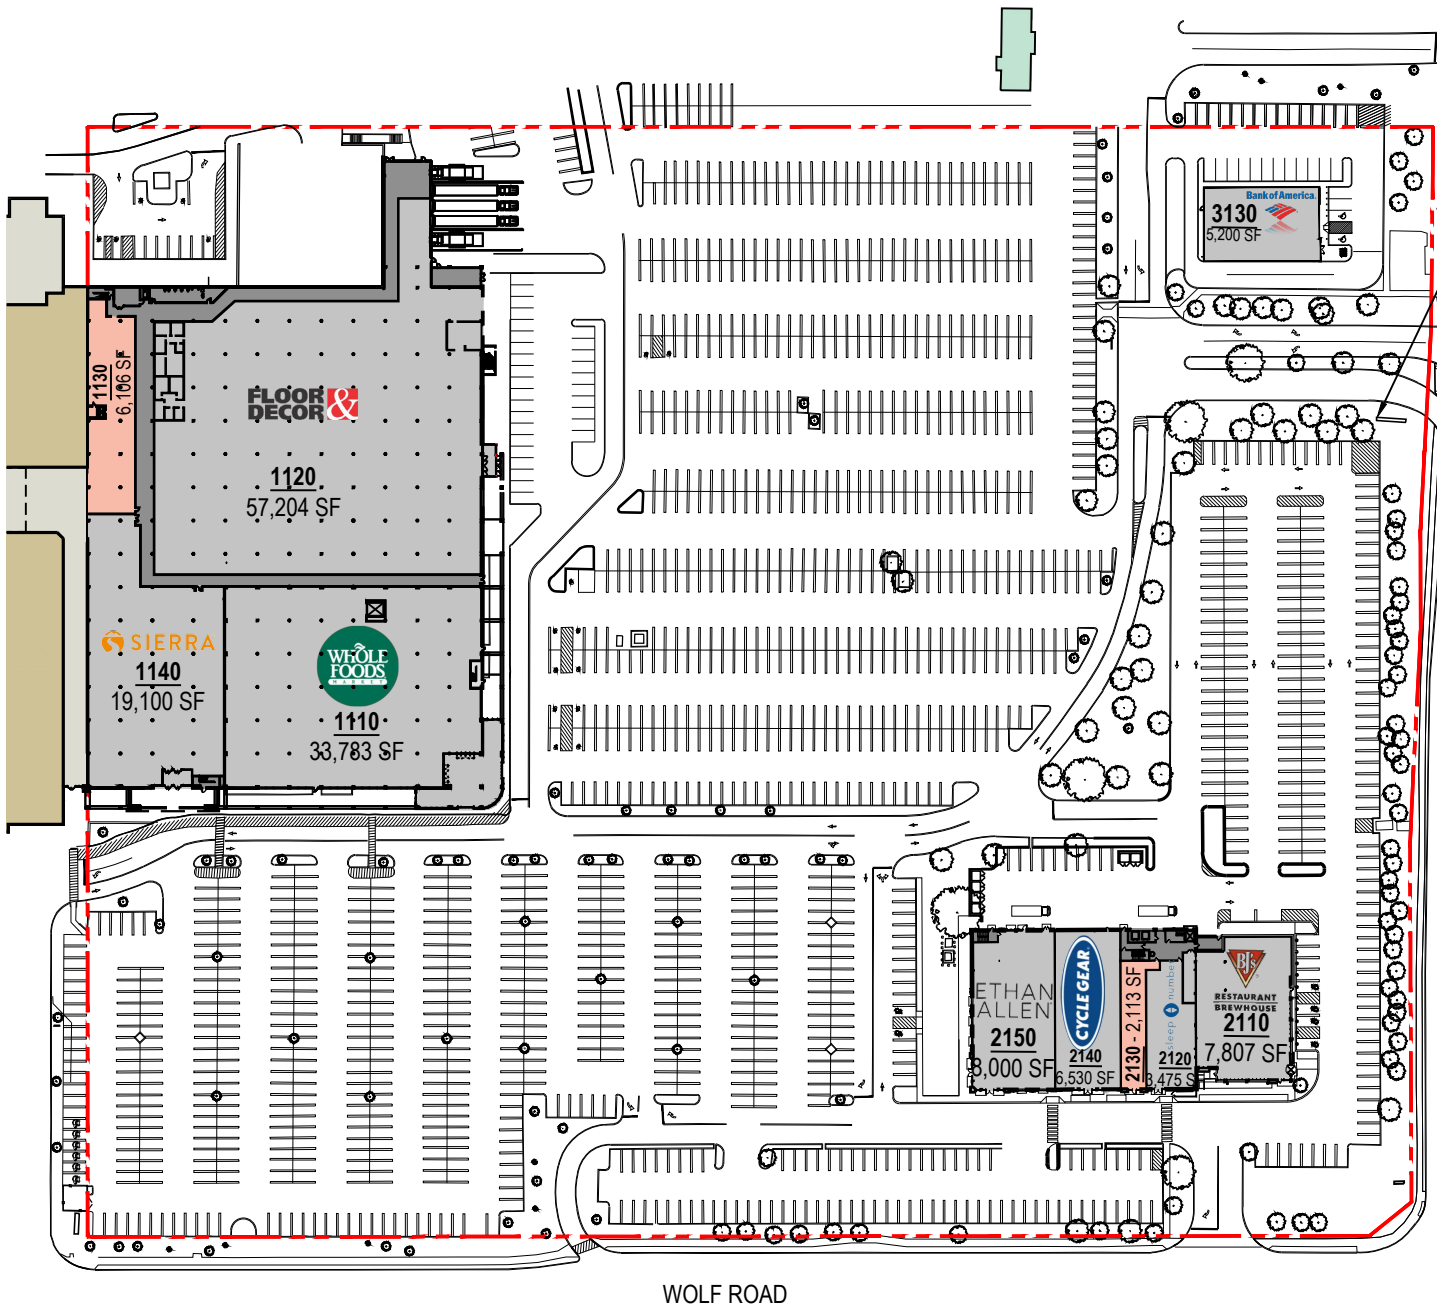 Bank of America
3130
5,200 SF
1130
6,106 SF
FLOOR
DECOR &
1120
57,204 SF
SIERRA
1140
19,100 SF
WHOLE
FOODS
MARKET
1110
33,783 SF
ETHAN
ALLEN
2150
8,000 SF
CYCLE GEAR
2140
6,530 SF
2130 - 2,113 SF
sleep number
2120
3,475 S
BJ's
RESTAURANT
BREWHOUSE
2110
7,807 SF
WOLF ROAD